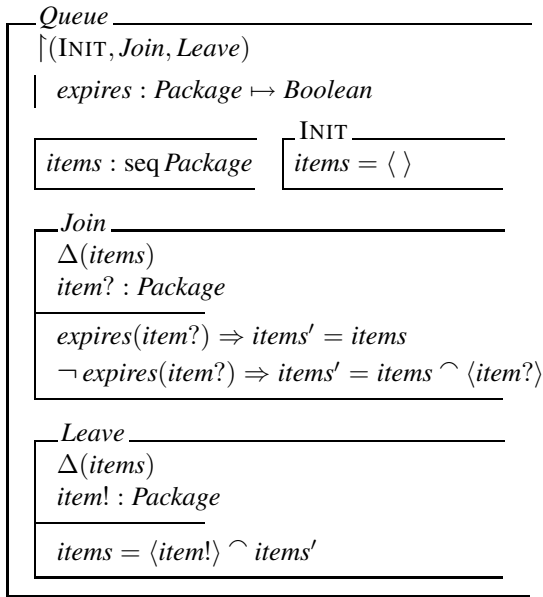 Queue
↾(INIT, Join, Leave)
expires : Package ↦ Boolean
items : seq Package
INIT
items = ⟨ ⟩
Join
Δ(items)
item? : Package
expires(item?) ⇒ items′ = items
¬ expires(item?) ⇒ items′ = items ⁀ ⟨item?⟩
Leave
Δ(items)
item! : Package
items = ⟨item!⟩ ⁀ items′